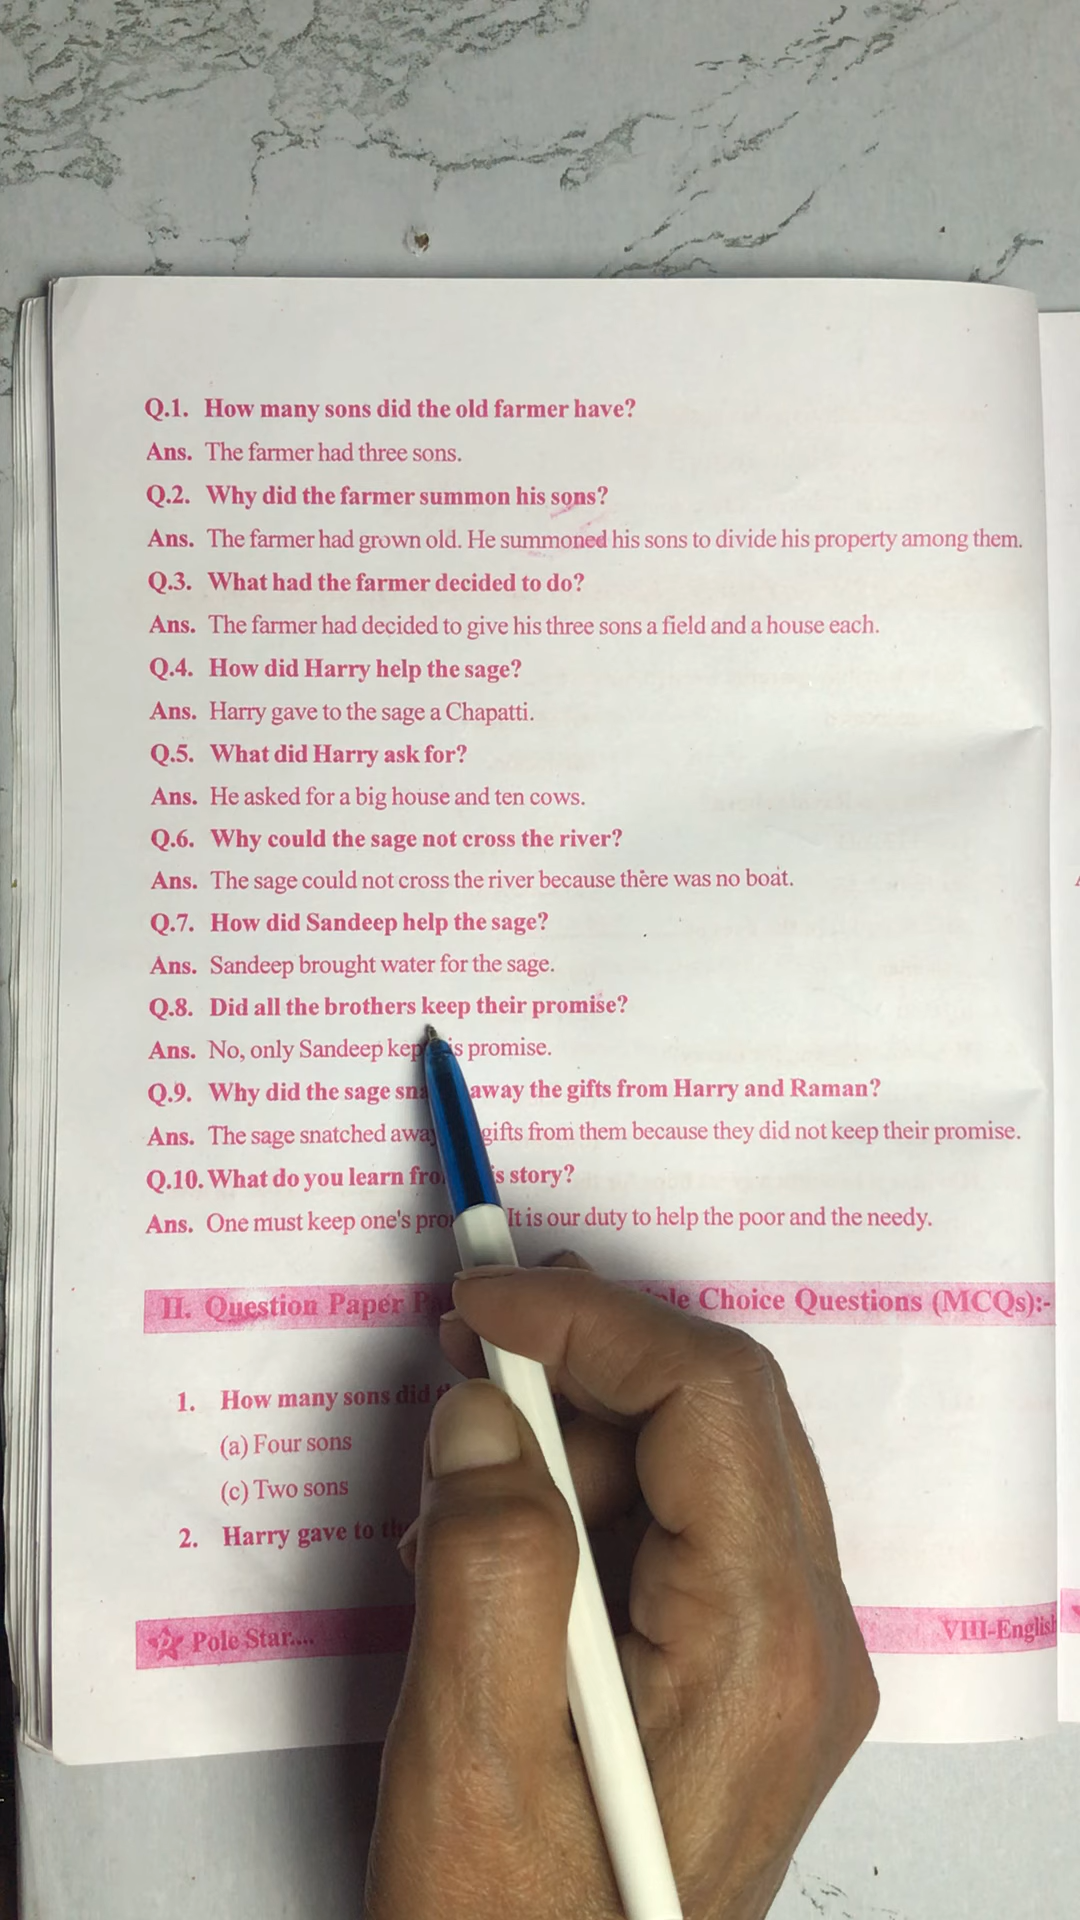 Q.1. How many sons did the old farmer have?
Ans. The farmer had three sons.
Q.2. Why did the farmer summon his sons?
Ans. The farmer had grown old. He summoned his sons to divide his property among them.
Q.3. What had the farmer decided to do?
Ans. The farmer had decided to give his three sons a field and a house each.
Q.4. How did Harry help the sage?
Ans. Harry gave to the sage a Chapatti.
Q.5. What did Harry ask for?
Ans. He asked for a big house and ten cows.
Q.6. Why could the sage not cross the river?
Ans. The sage could not cross the river because there was no boat.
Q.7. How did Sandeep help the sage?
Ans. Sandeep brought water for the sage.
Q.8. Did all the brothers keep their promise?
Ans. No, only Sandeep promise.
Q.9. Why did the sage away the gifts from Harry and Raman?
Ans. The sage snatched gifts from them because they did not keep their promise.
Q.10. What do you learn story?
Ans. One must keep one's It is our duty to help the poor and the needy.
II. Question Paper Choice Questions (MCQs):-
1. How many sons did
(a) Four sons
(c) Two sons
2. Harry gave to
Pole Star.... VIII-English